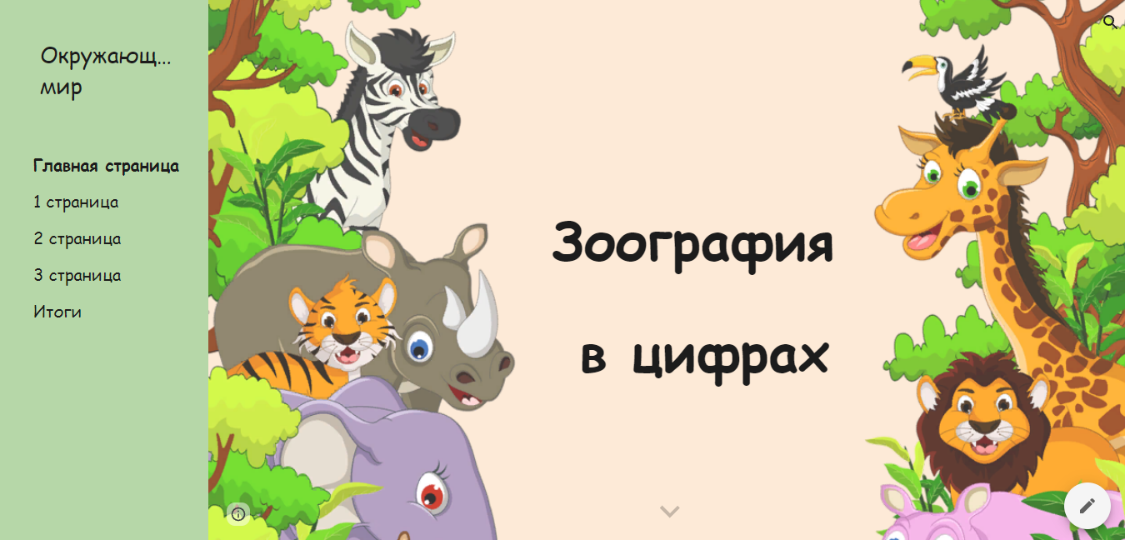 Окружающ...
мир
Главная страница
1 страница
2 страница
3 страница
Итоги
Зоография
в цифрах